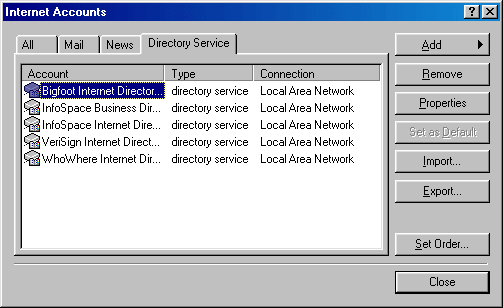 Internet Accounts
All Mail News Directory Service
Account Type Connection
Bigfoot Internet Director... directory service Local Area Network
InfoSpace Business Dir... directory service Local Area Network
InfoSpace Internet Dire... directory service Local Area Network
VeriSign Internet Direct... directory service Local Area Network
WhoWhere Internet Dir... directory service Local Area Network
Add
Remove
Properties
Set as Default
Import...
Export...
Set Order...
Close